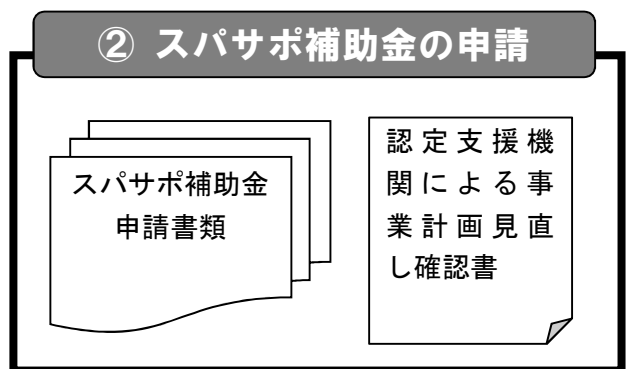 ② スパサポ補助金の申請
スパサポ補助金
申請書類
認定支援機
関による事
業計画見直
し確認書